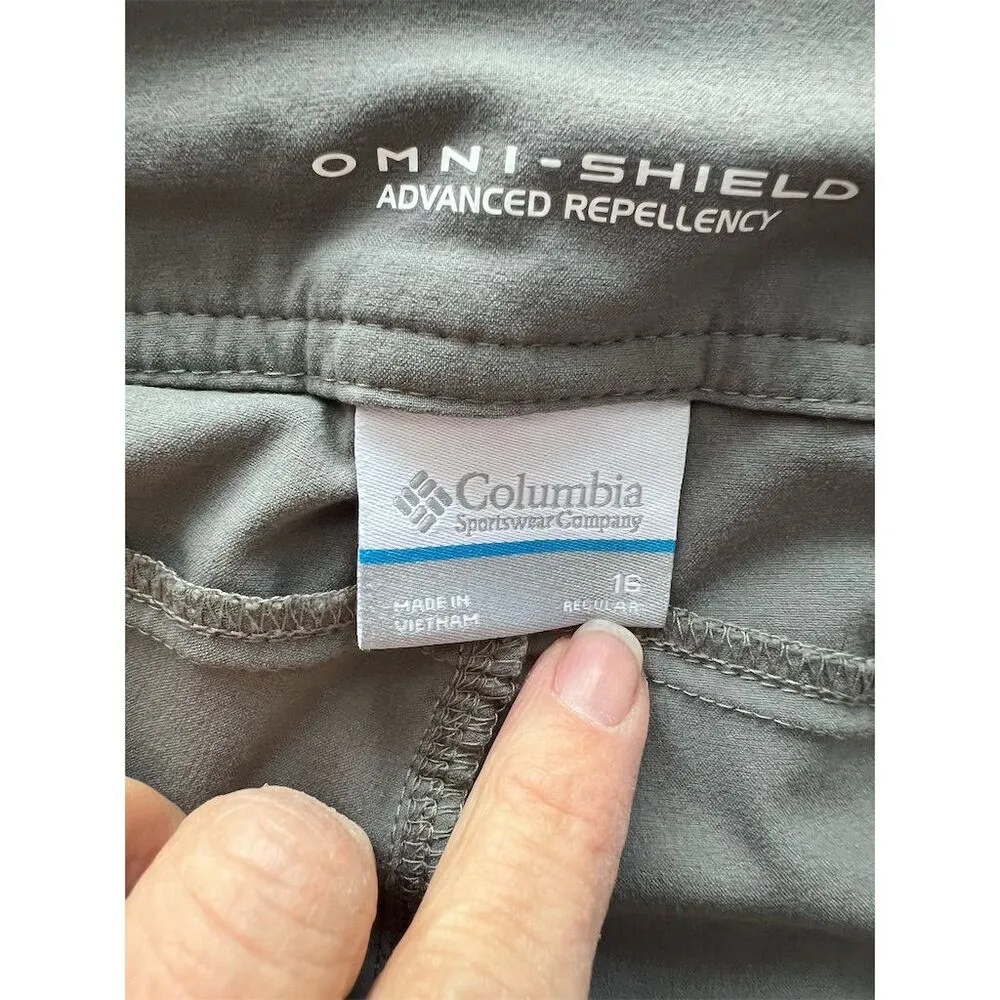 OMNI-SHIELD
ADVANCED REPELLENCY
Columbia
Sportswear Company
16
MADE IN REGULAR
VIETNAM